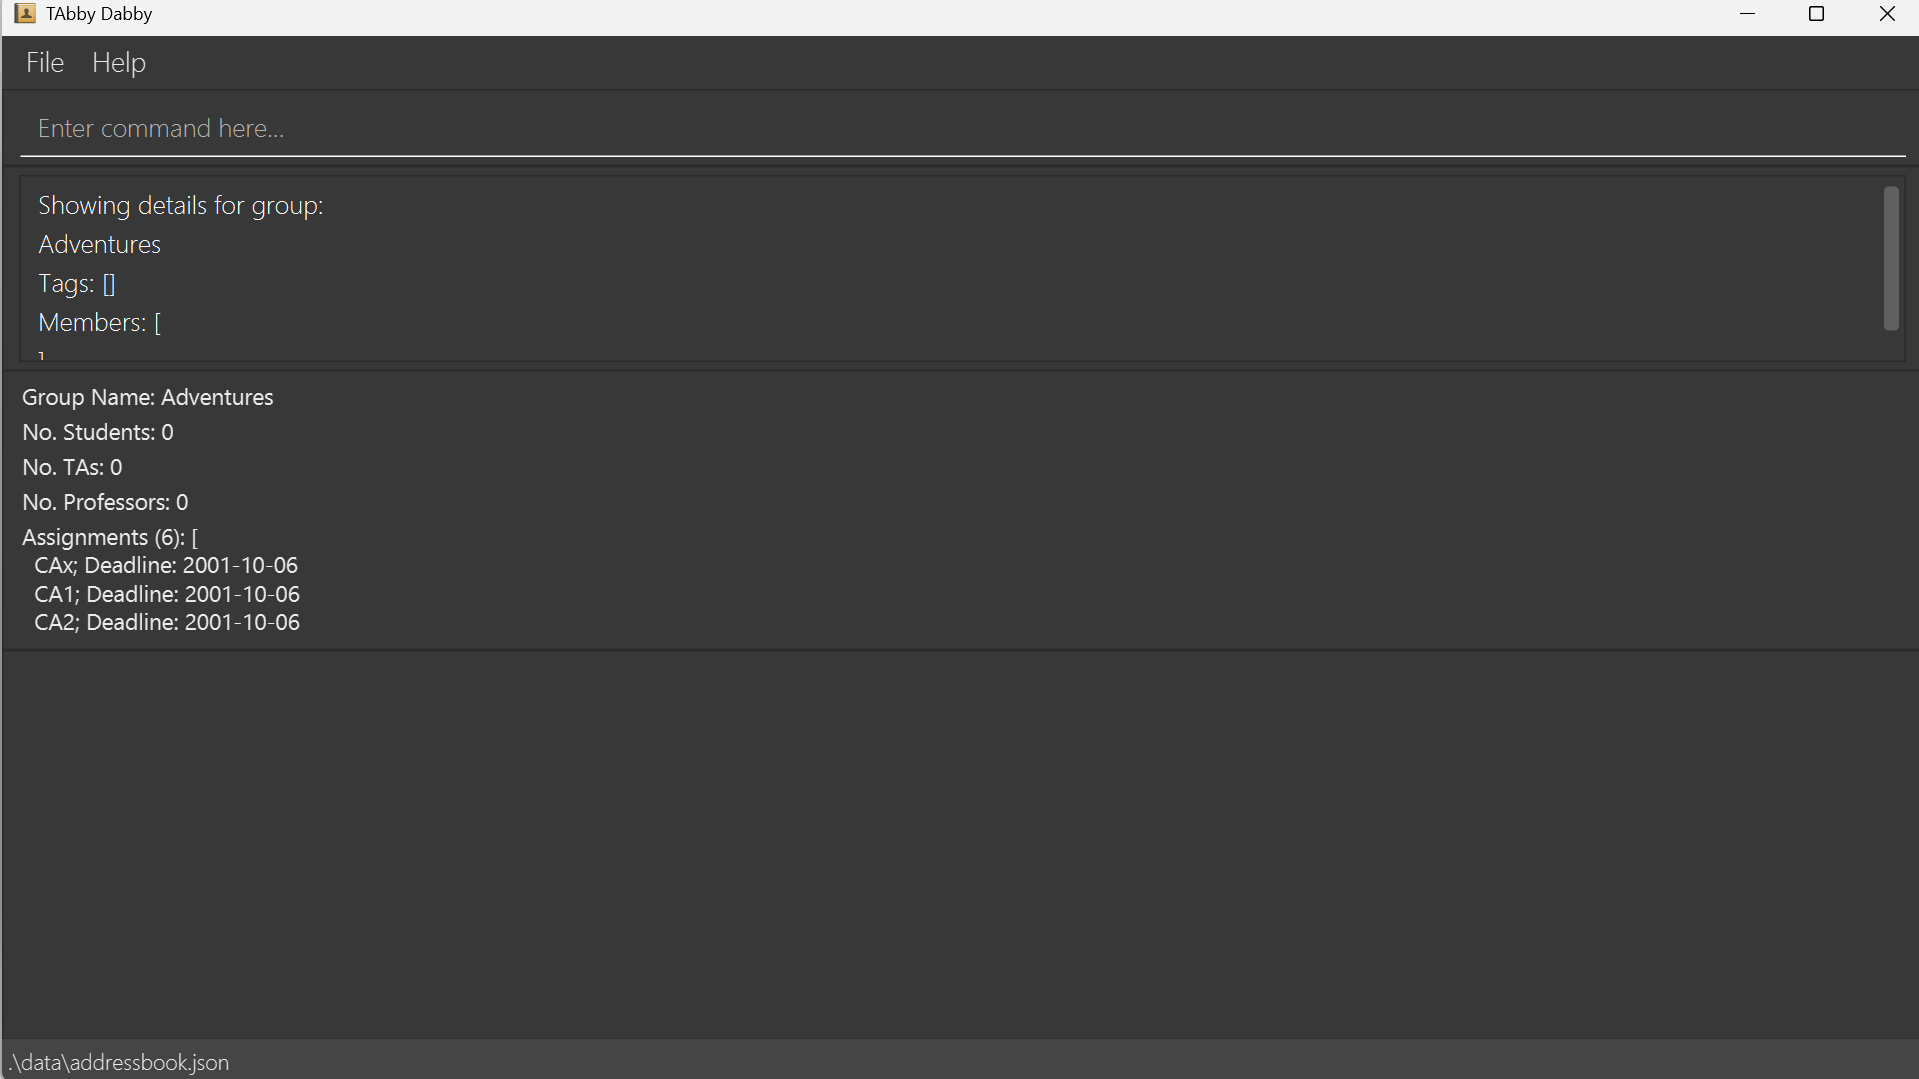 TAbby Dabby
File Help
Enter command here...
Showing details for group:
Adventures
Tags: []
Members: [
]
Group Name: Adventures
No. Students: 0
No. TAs: 0
No. Professors: 0
Assignments (6): [
CAx; Deadline: 2001-10-06
CA1; Deadline: 2001-10-06
CA2; Deadline: 2001-10-06
.\data\addressbook.json